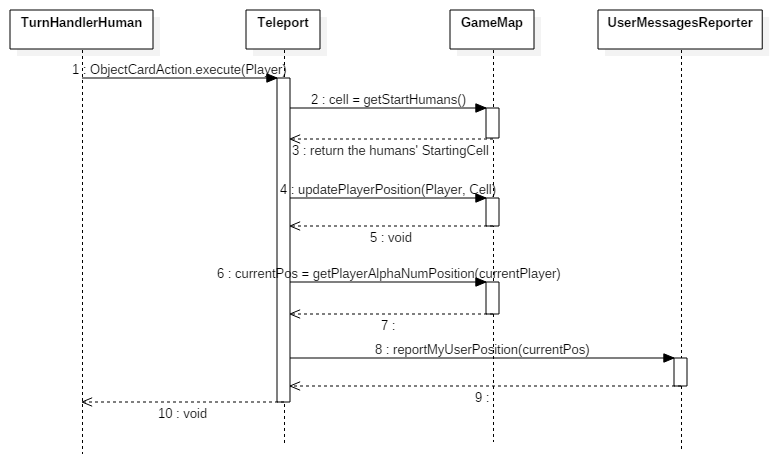 TurnHandlerHuman
Teleport
GameMap
UserMessagesReporter
1 : ObjectCardAction.execute(Player)
2 : cell = getStartHumans()
3 : return the humans' StartingCell
4 : updatePlayerPosition(Player, Cell)
5 : void
6 : currentPos = getPlayerAlphaNumPosition(currentPlayer)
7 :
8 : reportMyUserPosition(currentPos)
9 :
10 : void